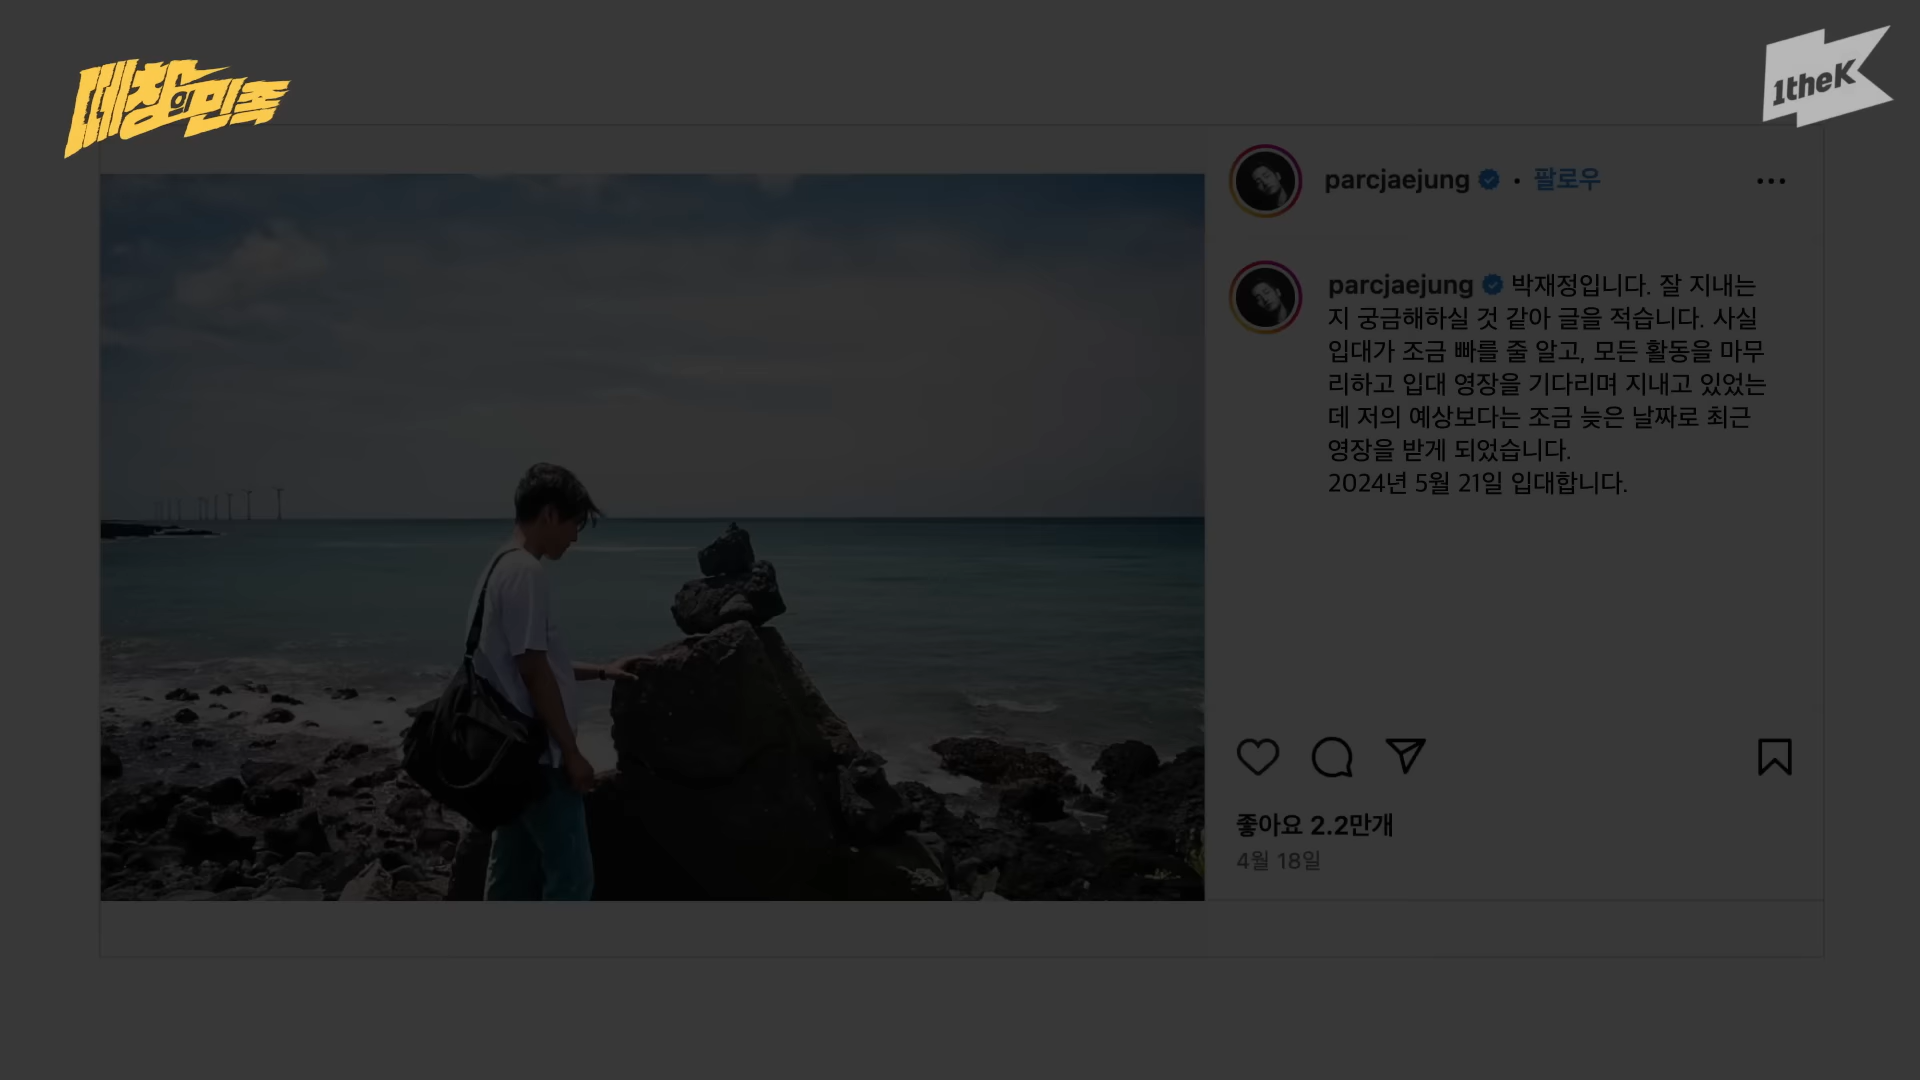 떼창의민족
1theK
parcjaejung • 팔로우
parcjaejung 박재정입니다. 잘 지내는
지 궁금해하실 것 같아 글을 적습니다. 사실
입대가 조금 빠를 줄 알고, 모든 활동을 마무
리하고 입대 영장을 기다리며 지내고 있었는
데 저의 예상보다는 조금 늦은 날짜로 최근
영장을 받게 되었습니다.
2024년 5월 21일 입대합니다.
좋아요 2.2만개
4월 18일